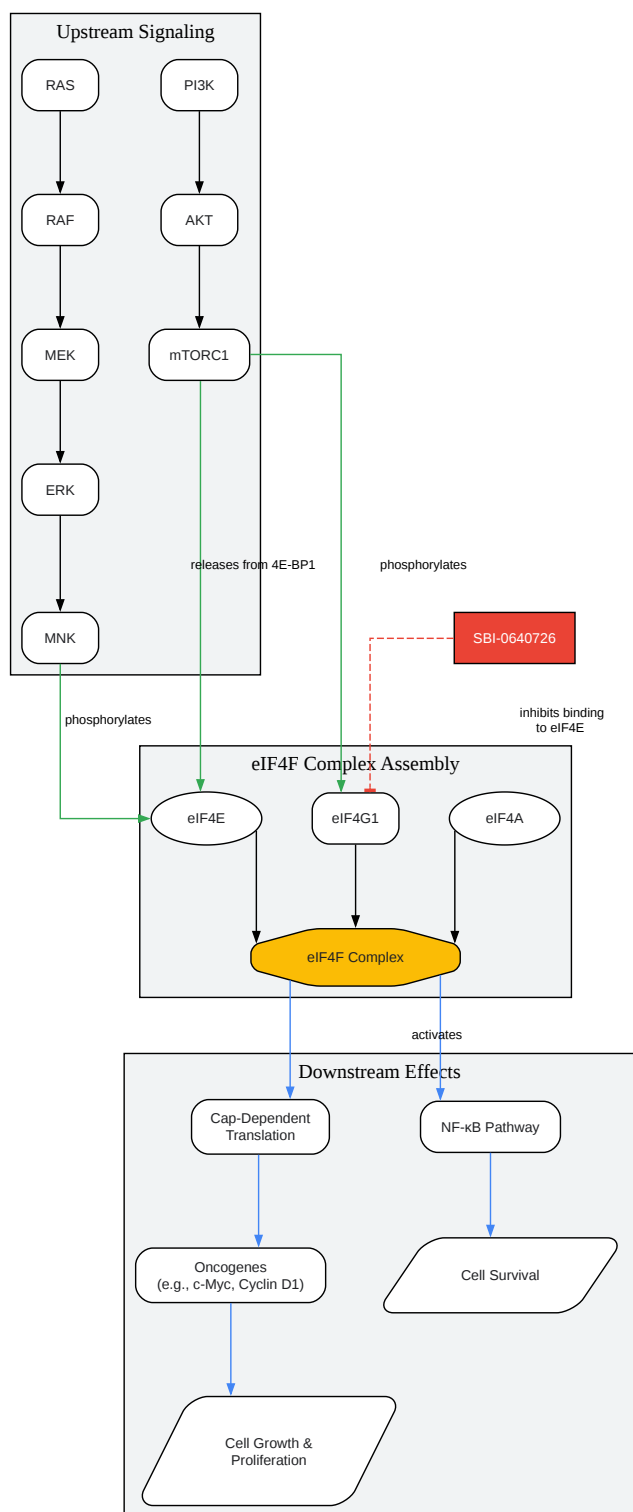 Upstream Signaling
RAS
PI3K
RAF
AKT
MEK
mTORC1
ERK
releases from 4E-BP1
phosphorylates
MNK
SBI-0640726
phosphorylates
inhibits binding
to eIF4E
eIF4F Complex Assembly
eIF4E
eIF4G1
eIF4A
eIF4F Complex
activates
Downstream Effects
Cap-Dependent
Translation
NF-κB Pathway
Oncogenes
(e.g., c-Myc, Cyclin D1)
Cell Survival
Cell Growth &
Proliferation